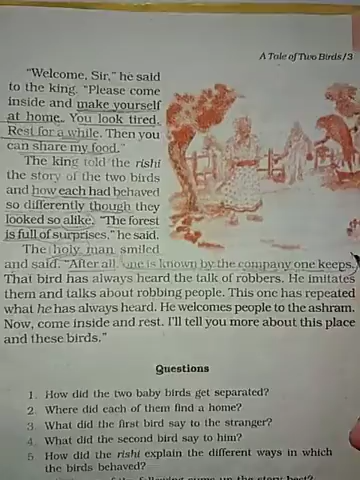 A Tale of Two Birds/3
"Welcome, Sir," he said
to the king. "Please come
inside and make yourself
at home. You look tired.
Rest for a while. Then you
can share my food."
The king told the rishi
the story of the two birds
and how each had behaved
so differently though they
looked so alike. "The forest
is full of surprises," he said.
The holy man smiled
and said, "After all, one is known by the company one keeps.
That bird has always heard the talk of robbers. He imitates
them and talks about robbing people. This one has repeated
what he has always heard. He welcomes people to the ashram.
Now, come inside and rest. I'll tell you more about this place
and these birds."
Questions
1. How did the two baby birds get separated?
2. Where did each of them find a home?
3. What did the first bird say to the stranger?
4. What did the second bird say to him?
5. How did the rishi explain the different ways in which
the birds behaved?